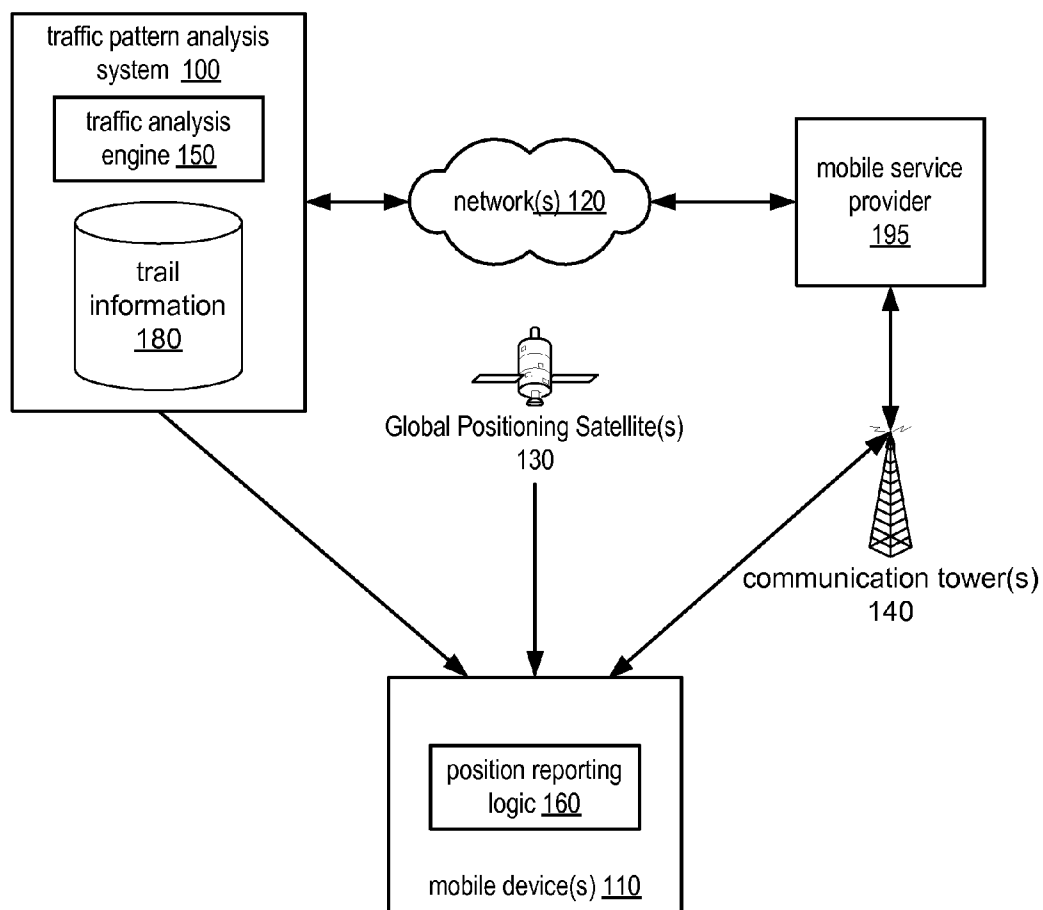 traffic pattern analysis
system 100
traffic analysis
engine 150
trail
information
180
network(s) 120
mobile service
provider
195
Global Positioning Satellite(s)
130
communication tower(s)
140
position reporting
logic 160
mobile device(s) 110